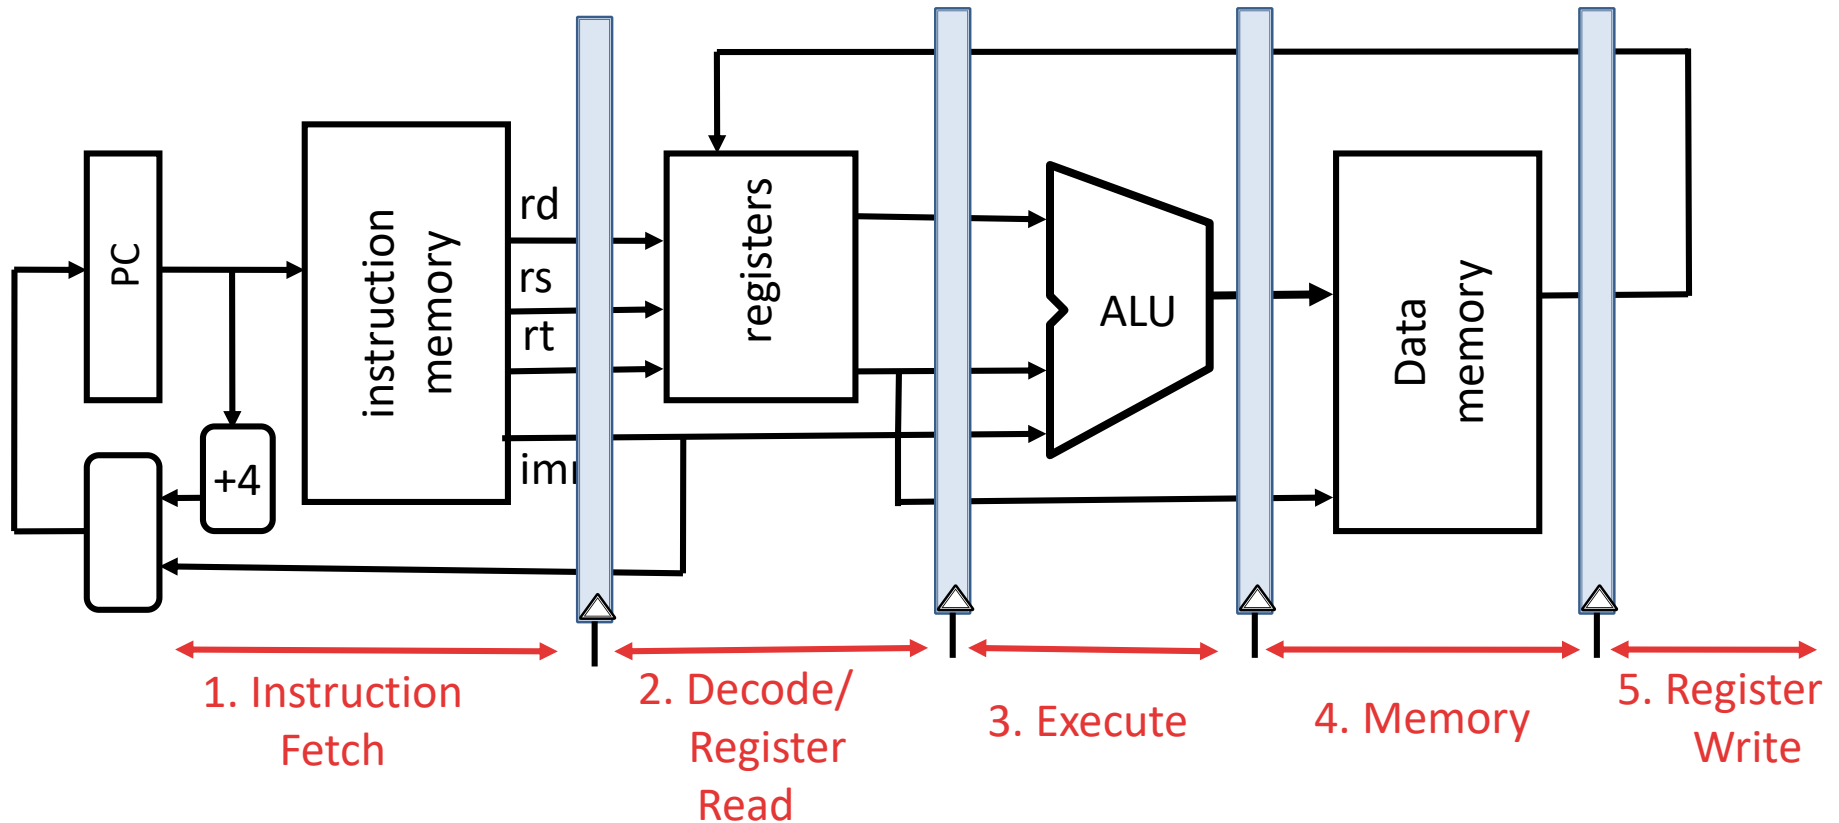 PC
+4
instruction
memory
rd
rs
rt
registers
ALU
Data
memory
1. Instruction
Fetch
2. Decode/
Register
Read
3. Execute
4. Memory
5. Register
Write